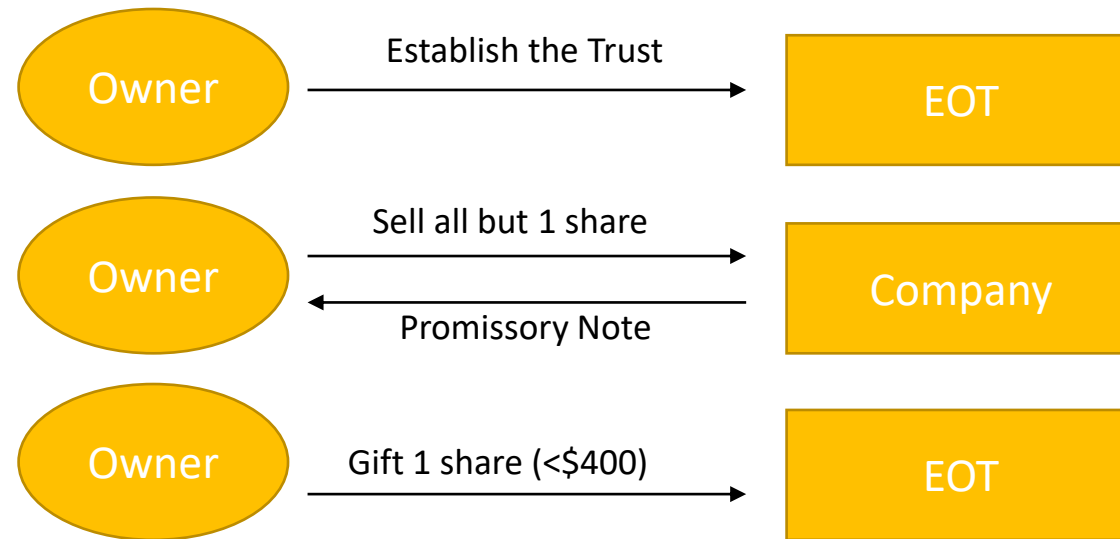 Owner
Establish the Trust
EOT
Owner
Sell all but 1 share
Promissory Note
Company
Owner
Gift 1 share (<$400)
EOT